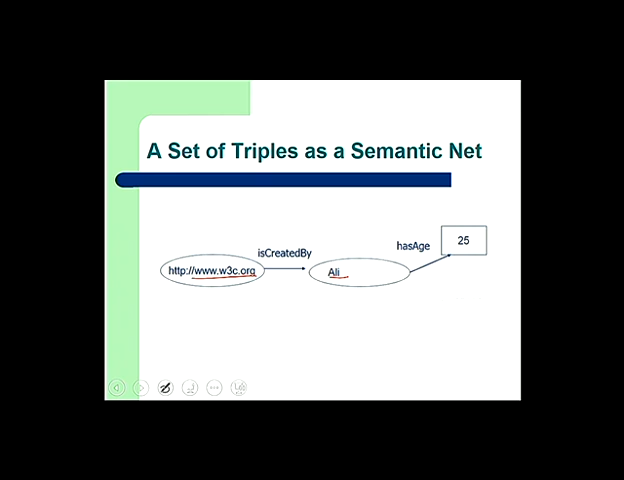 A Set of Triples as a Semantic Net
25
hasAge
isCreatedBy
http://www.w3c.org
Ali